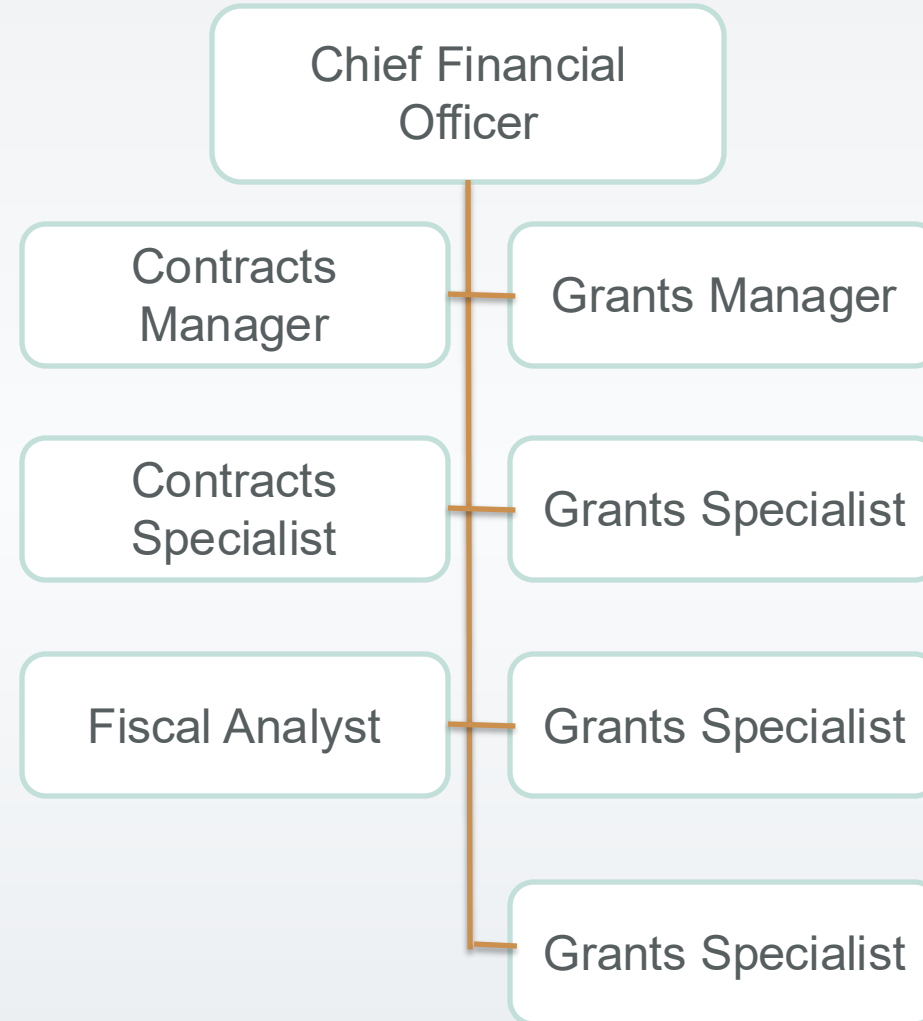 Chief Financial
Officer
Contracts
Manager
Grants Manager
Contracts
Specialist
Grants Specialist
Fiscal Analyst
Grants Specialist
Grants Specialist